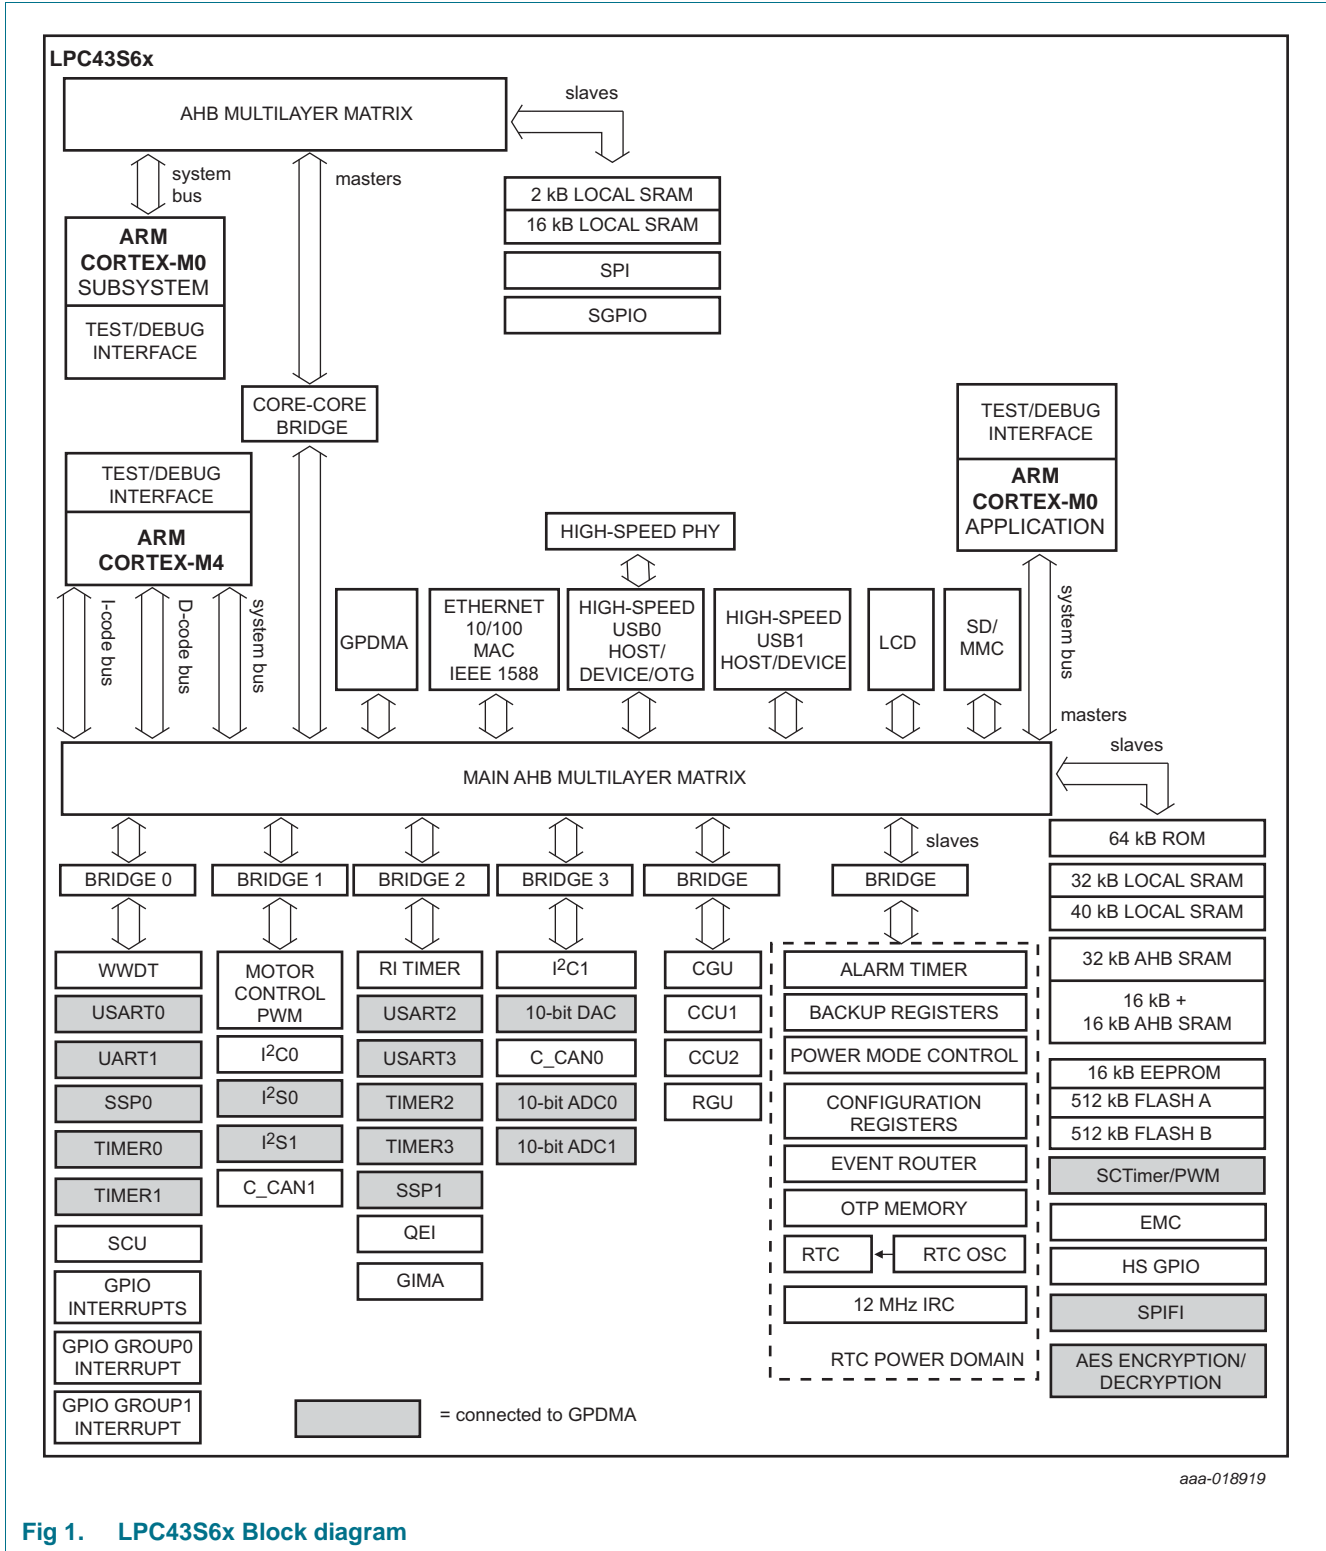 LPC43S6x
AHB MULTILAYER MATRIX
slaves
system
bus
masters
2 kB LOCAL SRAM
16 kB LOCAL SRAM
SPI
SGPIO
ARM
CORTEX-M0
SUBSYSTEM
TEST/DEBUG
INTERFACE
CORE-CORE
BRIDGE
TEST/DEBUG
INTERFACE
ARM
CORTEX-M4
TEST/DEBUG
INTERFACE
ARM
CORTEX-M0
APPLICATION
HIGH-SPEED PHY
I-code bus
D-code bus
system bus
GPDMA
ETHERNET
10/100
MAC
IEEE 1588
HIGH-SPEED
USB0
HOST/
DEVICE/OTG
HIGH-SPEED
USB1
HOST/DEVICE
LCD
SD/
MMC
system bus
masters
slaves
MAIN AHB MULTILAYER MATRIX
slaves
BRIDGE 0
BRIDGE 1
BRIDGE 2
BRIDGE 3
BRIDGE
BRIDGE
WWDT
USART0
UART1
SSP0
TIMER0
TIMER1
SCU
GPIO
INTERRUPTS
GPIO GROUP0
INTERRUPT
GPIO GROUP1
INTERRUPT
MOTOR
CONTROL
PWM
I2C0
I2S0
I2S1
C_CAN1
RI TIMER
USART2
USART3
TIMER2
TIMER3
SSP1
QEI
GIMA
I2C1
10-bit DAC
C_CAN0
10-bit ADC0
10-bit ADC1
CGU
CCU1
CCU2
RGU
ALARM TIMER
BACKUP REGISTERS
POWER MODE CONTROL
CONFIGURATION
REGISTERS
EVENT ROUTER
OTP MEMORY
RTC
RTC OSC
12 MHz IRC
RTC POWER DOMAIN
64 kB ROM
32 kB LOCAL SRAM
40 kB LOCAL SRAM
32 kB AHB SRAM
16 kB +
16 kB AHB SRAM
16 kB EEPROM
512 kB FLASH A
512 kB FLASH B
SCTimer/PWM
EMC
HS GPIO
SPIFI
AES ENCRYPTION/
DECRYPTION
= connected to GPDMA
aaa-018919
Fig 1. LPC43S6x Block diagram